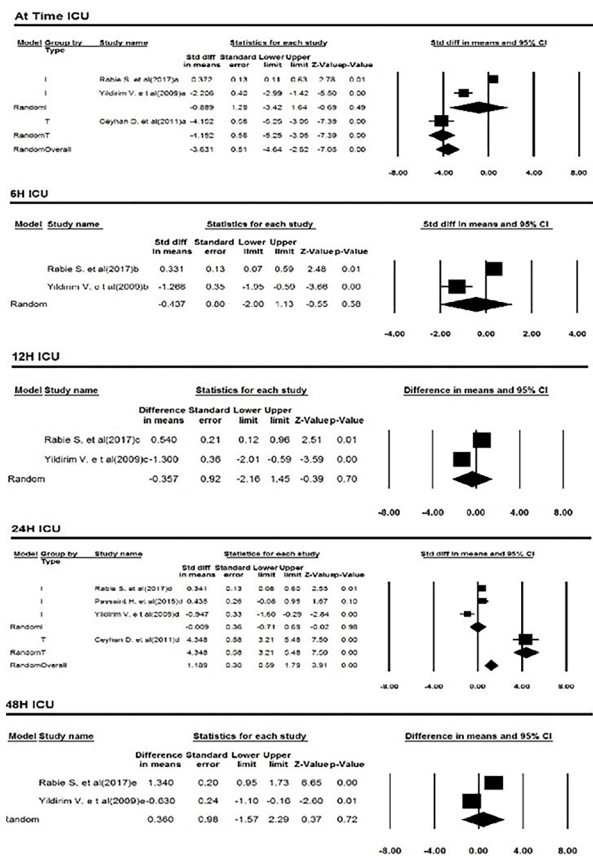 At Time ICU
Model Group by Type Study name Statistics for each study Std diff in means and 95% CI
Std diff in means Standard error Lower limit Upper limit Z-Value p-Value
I Rabie S. et al(2017)a 0.372 0.13 0.11 0.63 2.78 0.01
I Yildirim V. e t al(2009)a -2.206 0.40 -2.99 -1.42 -5.50 0.00
RandomI -0.889 1.29 -3.42 1.64 -0.69 0.49
T Ceyhan D. et al(2011)a -4.152 0.56 -5.25 -3.05 -7.39 0.00
RandomT -4.152 0.56 -5.25 -3.05 -7.39 0.00
RandomOverall -3.631 0.51 -4.64 -2.62 -7.05 0.00
-8.00 -4.00 0.00 4.00 8.00
6H ICU
Model Study name Statistics for each study Std diff in means and 95% CI
Std diff in means Standard error Lower limit Upper limit Z-Value p-Value
Rabie S. et al(2017)b 0.331 0.13 0.07 0.59 2.48 0.01
Yildirim V. e t al(2009)b -1.268 0.35 -1.95 -0.59 -3.66 0.00
Random -0.437 0.80 -2.00 1.13 -0.55 0.58
-4.00 -2.00 0.00 2.00 4.00
12H ICU
Model Study name Statistics for each study Difference in means and 95% CI
Difference in means Standard error Lower limit Upper limit Z-Value p-Value
Rabie S. et al(2017)c 0.540 0.21 0.12 0.96 2.51 0.01
Yildirim V. e t al(2009)c -1.300 0.36 -2.01 -0.59 -3.59 0.00
Random -0.357 0.92 -2.16 1.45 -0.39 0.70
-8.00 -4.00 0.00 4.00 8.00
24H ICU
Model Group by Type Study name Statistics for each study Std diff in means and 95% CI
Std diff in means Standard error Lower limit Upper limit Z-Value p-Value
I Rabie S. et al(2017)d 0.341 0.13 0.08 0.60 2.55 0.01
I et al(2015)d 0.435 0.26 -0.08 0.95 1.67 0.10
I Yildirim V. e t al(2009)d -0.947 0.33 -1.60 -0.29 -2.84 0.00
RandomI -0.009 0.36 -0.71 0.69 -0.02 0.98
T Ceyhan D. et al(2011)d 4.348 0.58 3.21 5.48 7.50 0.00
RandomT 4.348 0.58 3.21 5.48 7.50 0.00
RandomOverall 1.189 0.30 0.59 1.79 3.91 0.00
-8.00 -4.00 0.00 4.00 8.00
48H ICU
Model Study name Statistics for each study Difference in means and 95% CI
Difference in means Standard error Lower limit Upper limit Z-Value p-Value
Rabie S. et al(2017)e 1.340 0.20 0.95 1.73 6.65 0.00
Yildirim V. e t al(2009)e -0.630 0.24 -1.10 -0.16 -2.60 0.01
Random 0.360 0.98 -1.57 2.29 0.37 0.72
-8.00 -4.00 0.00 4.00 8.00